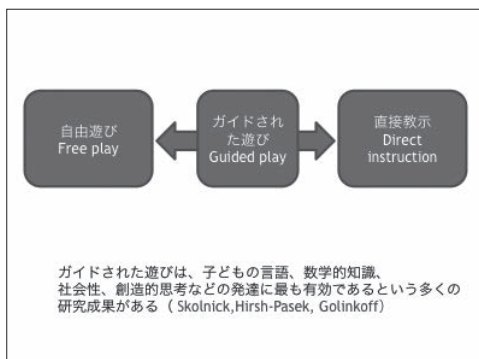 自由遊び
Free play
ガイドされ
た遊び
Guided play
直接教示
Direct
instruction
ガイドされた遊びは、子どもの言語、数学的知識、
社会性、創造的思考などの発達に最も有効であるという多くの
研究成果がある（ Skolnick,Hirsh-Pasek, Golinkoff）